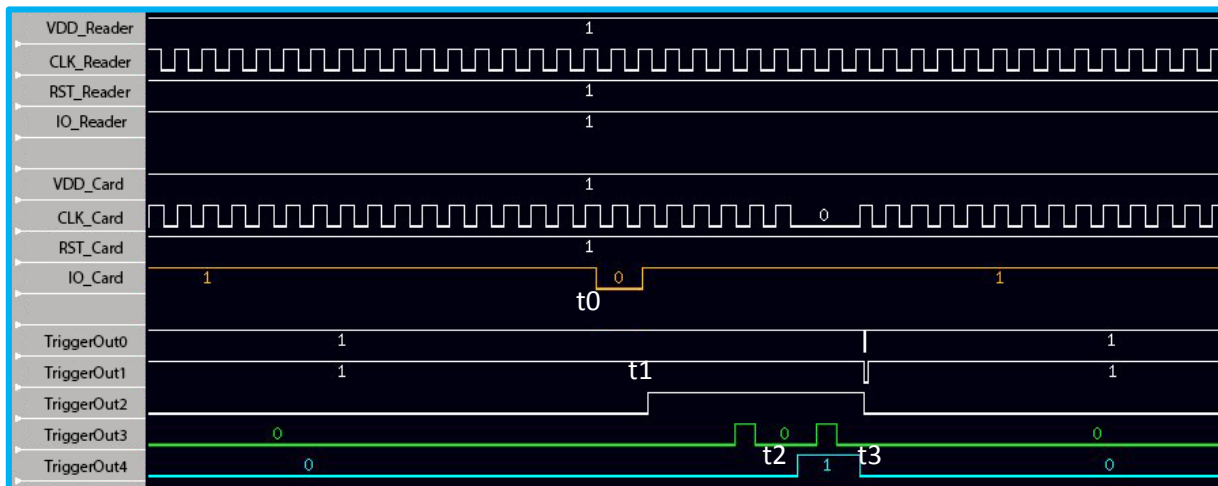 VDD_Reader 1
CLK_Reader
RST_Reader 1
IO_Reader 1
VDD_Card 1
CLK_Card 0
RST_Card 1
IO_Card 1 0 1
t0
TriggerOut0 1 1
TriggerOut1 1 t1 1
TriggerOut2
TriggerOut3 0 0 0
t2 t3
TriggerOut4 0 1 0